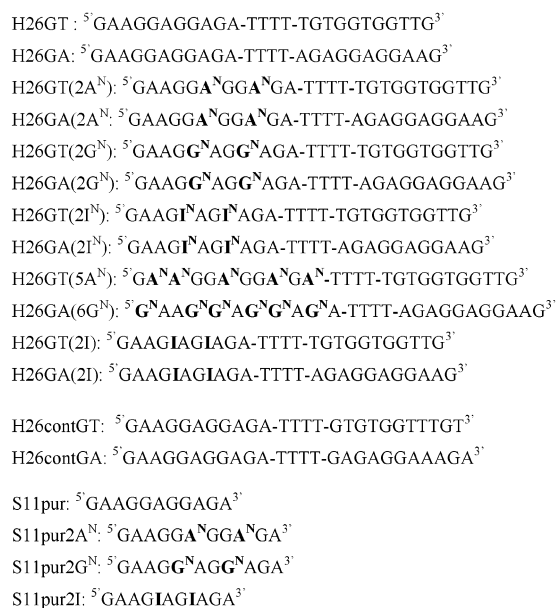 H26GT : 5'GAAGGAGGAGA-TTTT-TGTGGTGGTTG3'
H26GA: 5'GAAGGAGGAGA-TTTT-AGAGGAGGAAG3'
H26GT(2Aᴺ): 5'GAAGGAᴺGGAᴺGA-TTTT-TGTGGTGGTTG3'
H26GA(2Aᴺ: 5'GAAGGAᴺGGAᴺGA-TTTT-AGAGGAGGAAG3'
H26GT(2Gᴺ): 5'GAAGGᴺAGGᴺAGA-TTTT-TGTGGTGGTTG3'
H26GA(2Gᴺ): 5'GAAGGᴺAGGᴺAGA-TTTT-AGAGGAGGAAG3'
H26GT(2Iᴺ): 5'GAAGIᴺAGIᴺAGA-TTTT-TGTGGTGGTTG3'
H26GA(2Iᴺ): 5'GAAGIᴺAGIᴺAGA-TTTT-AGAGGAGGAAG3'
H26GT(5Aᴺ): 5'GAᴺAᴺGGAᴺGGAᴺGAᴺ-TTTT-TGTGGTGGTTG3'
H26GA(6Gᴺ): 5'GᴺAAGᴺGᴺAGᴺGᴺAGᴺA-TTTT-AGAGGAGGAAG3'
H26GT(2I): 5'GAAGIAGIAGA-TTTT-TGTGGTGGTTG3'
H26GA(2I): 5'GAAGIAGIAGA-TTTT-AGAGGAGGAAG3'
H26contGT: 5'GAAGGAGGAGA-TTTT-GTGTGGTTTGT3'
H26contGA: 5'GAAGGAGGAGA-TTTT-GAGAGGAAAGA3'
S11pur: 5'GAAGGAGGAGA3'
S11pur2Aᴺ: 5'GAAGGAᴺGGAᴺGA3'
S11pur2Gᴺ: 5'GAAGGᴺAGGᴺAGA3'
S11pur2I: 5'GAAGIAGIAGA3'